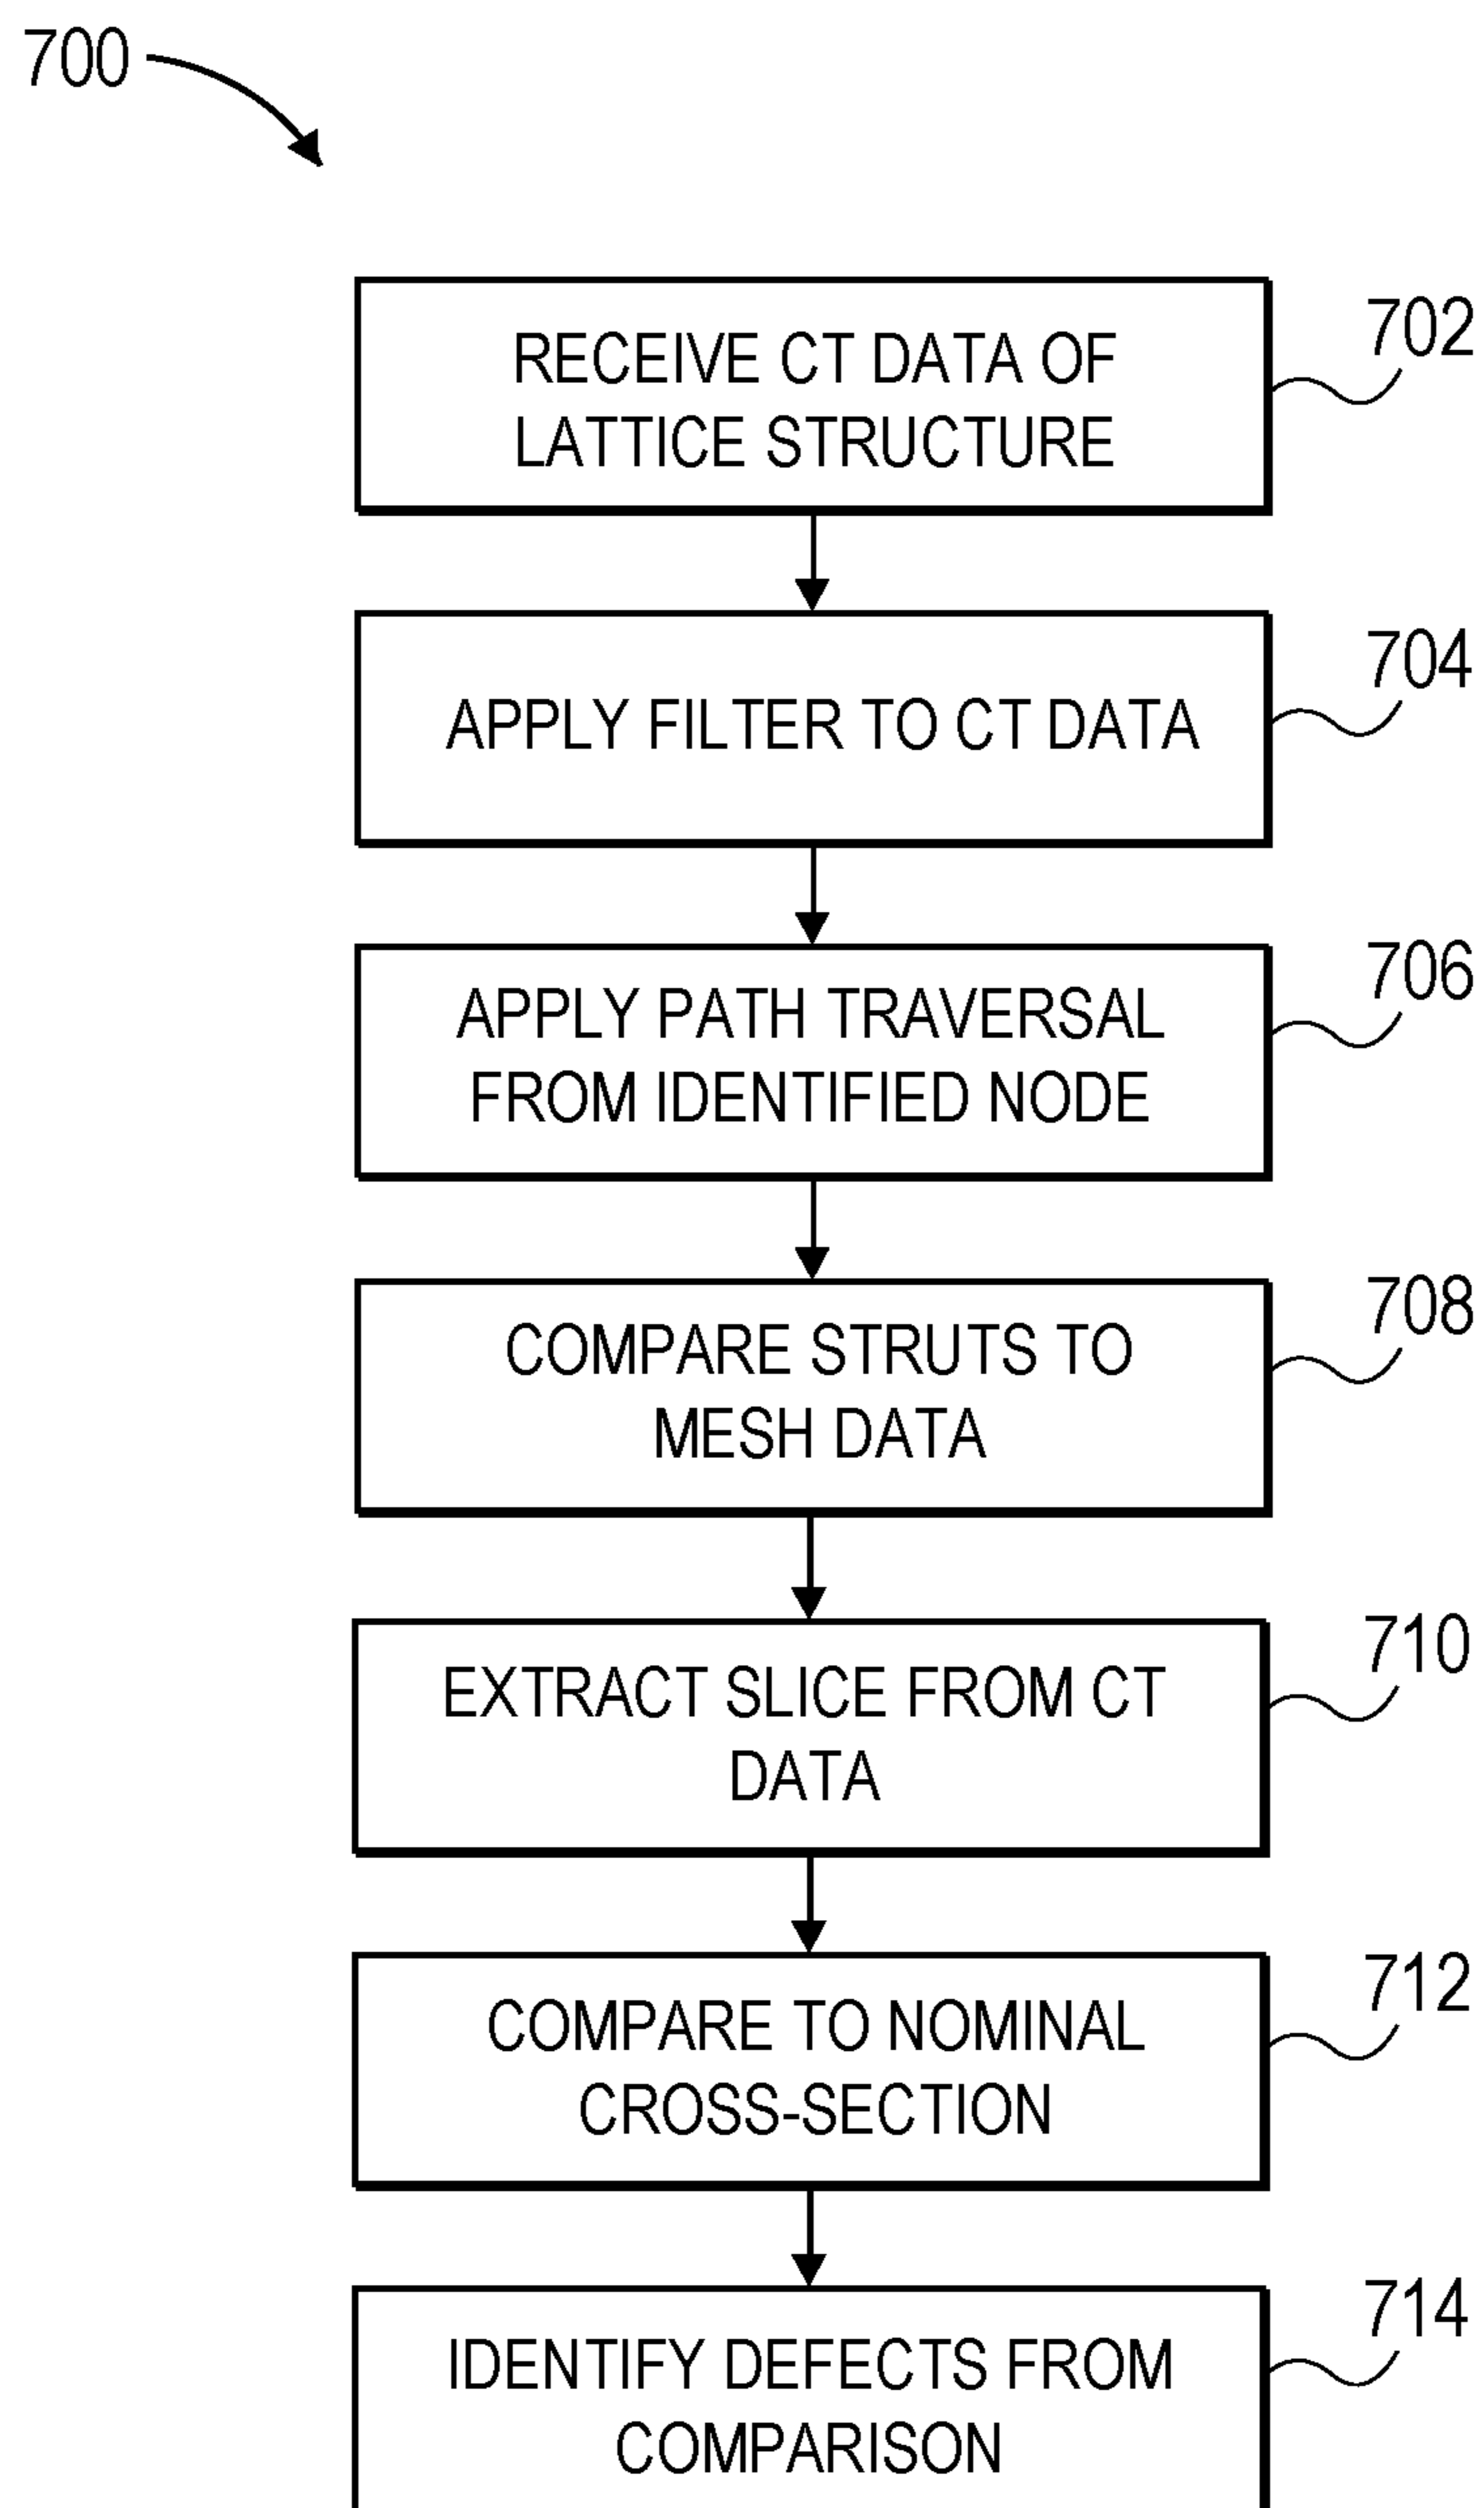 700
RECEIVE CT DATA OF
LATTICE STRUCTURE
702
APPLY FILTER TO CT DATA
704
APPLY PATH TRAVERSAL
FROM IDENTIFIED NODE
706
COMPARE STRUTS TO
MESH DATA
708
EXTRACT SLICE FROM CT
DATA
710
COMPARE TO NOMINAL
CROSS-SECTION
712
IDENTIFY DEFECTS FROM
COMPARISON
714